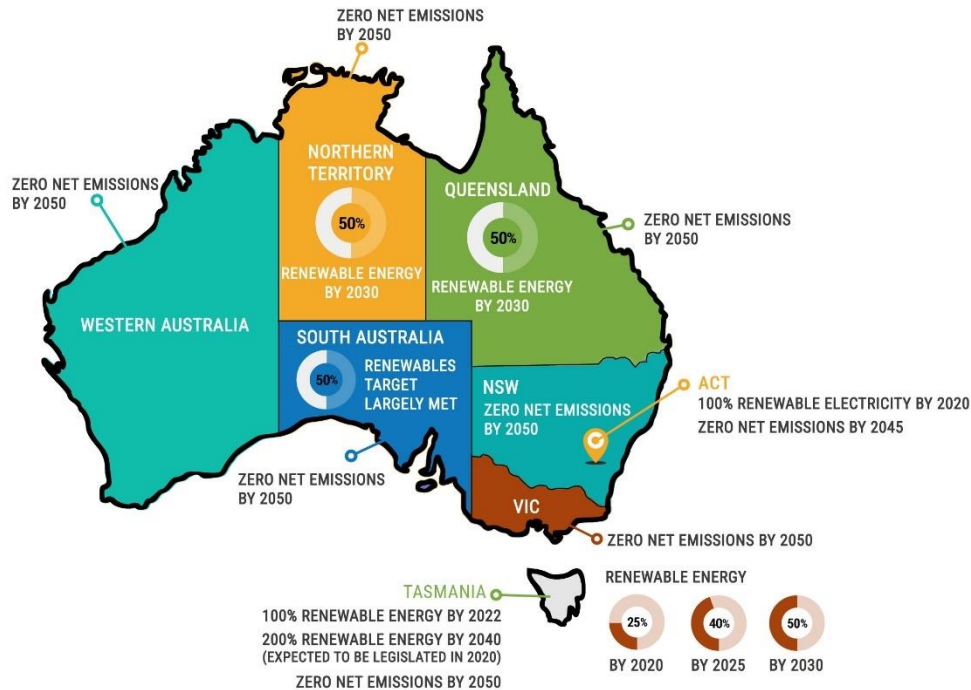 ZERO NET EMISSIONS
BY 2050
NORTHERN
TERRITORY
50%
RENEWABLE ENERGY
BY 2030
ZERO NET EMISSIONS
BY 2050
QUEENSLAND
50%
RENEWABLE ENERGY
BY 2030
ZERO NET EMISSIONS
BY 2050
WESTERN AUSTRALIA
SOUTH AUSTRALIA
50%
RENEWABLES
TARGET
LARGELY MET
ZERO NET EMISSIONS
BY 2050
NSW
ZERO NET EMISSIONS
BY 2050
ACT
100% RENEWABLE ELECTRICITY BY 2020
ZERO NET EMISSIONS BY 2045
VIC
ZERO NET EMISSIONS BY 2050
RENEWABLE ENERGY
25%
BY 2020
40%
BY 2025
50%
BY 2030
TASMANIA
100% RENEWABLE ENERGY BY 2022
200% RENEWABLE ENERGY BY 2040
(EXPECTED TO BE LEGISLATED IN 2020)
ZERO NET EMISSIONS BY 2050